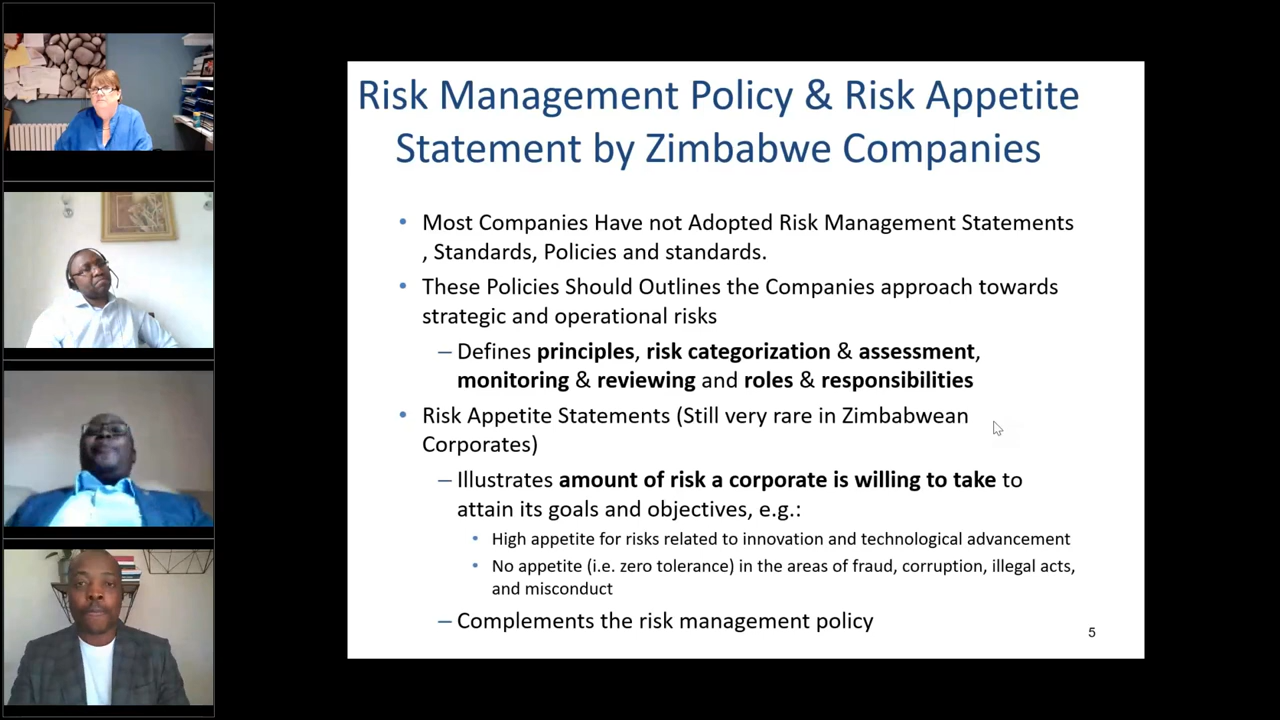 Risk Management Policy & Risk Appetite
Statement by Zimbabwe Companies
• Most Companies Have not Adopted Risk Management Statements
, Standards, Policies and standards.
• These Policies Should Outlines the Companies approach towards
strategic and operational risks
– Defines principles, risk categorization & assessment,
monitoring & reviewing and roles & responsibilities
• Risk Appetite Statements (Still very rare in Zimbabwean
Corporates)
– Illustrates amount of risk a corporate is willing to take to
attain its goals and objectives, e.g.:
• High appetite for risks related to innovation and technological advancement
• No appetite (i.e. zero tolerance) in the areas of fraud, corruption, illegal acts,
and misconduct
– Complements the risk management policy
5